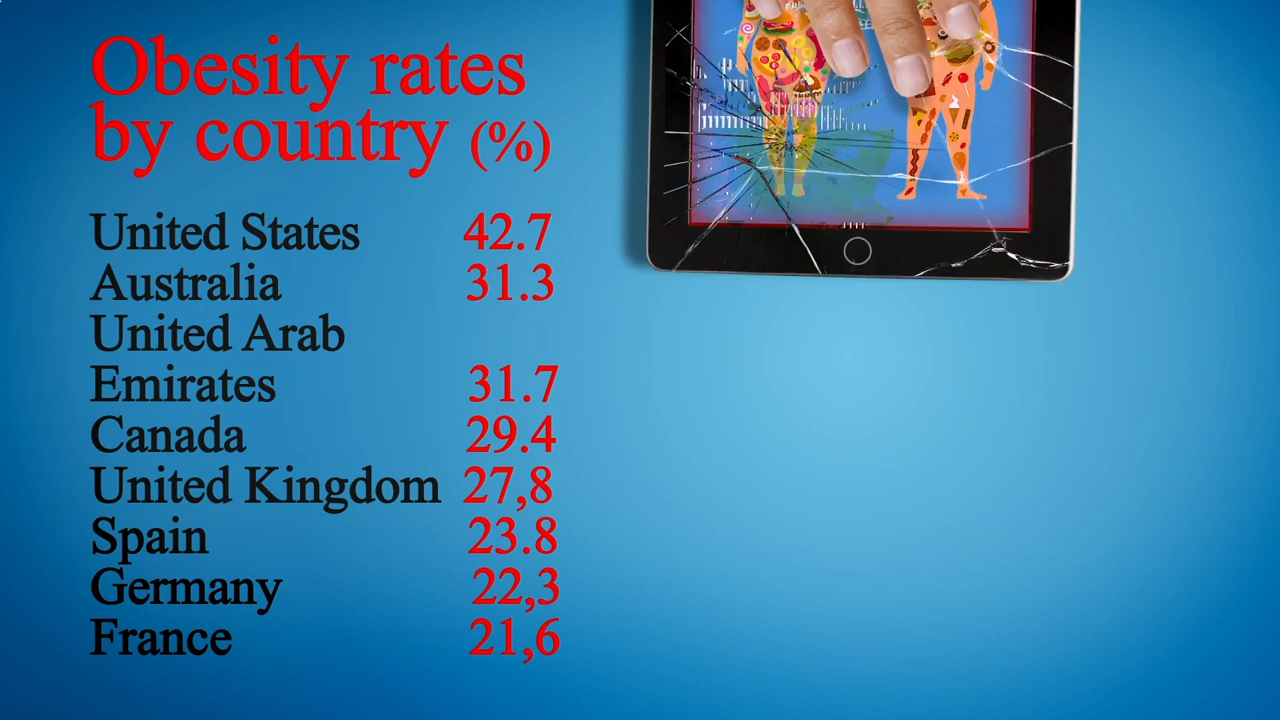 Obesity rates
by country (%)
United States 42.7
Australia 31.3
United Arab
Emirates 31.7
Canada 29.4
United Kingdom 27,8
Spain 23.8
Germany 22,3
France 21,6